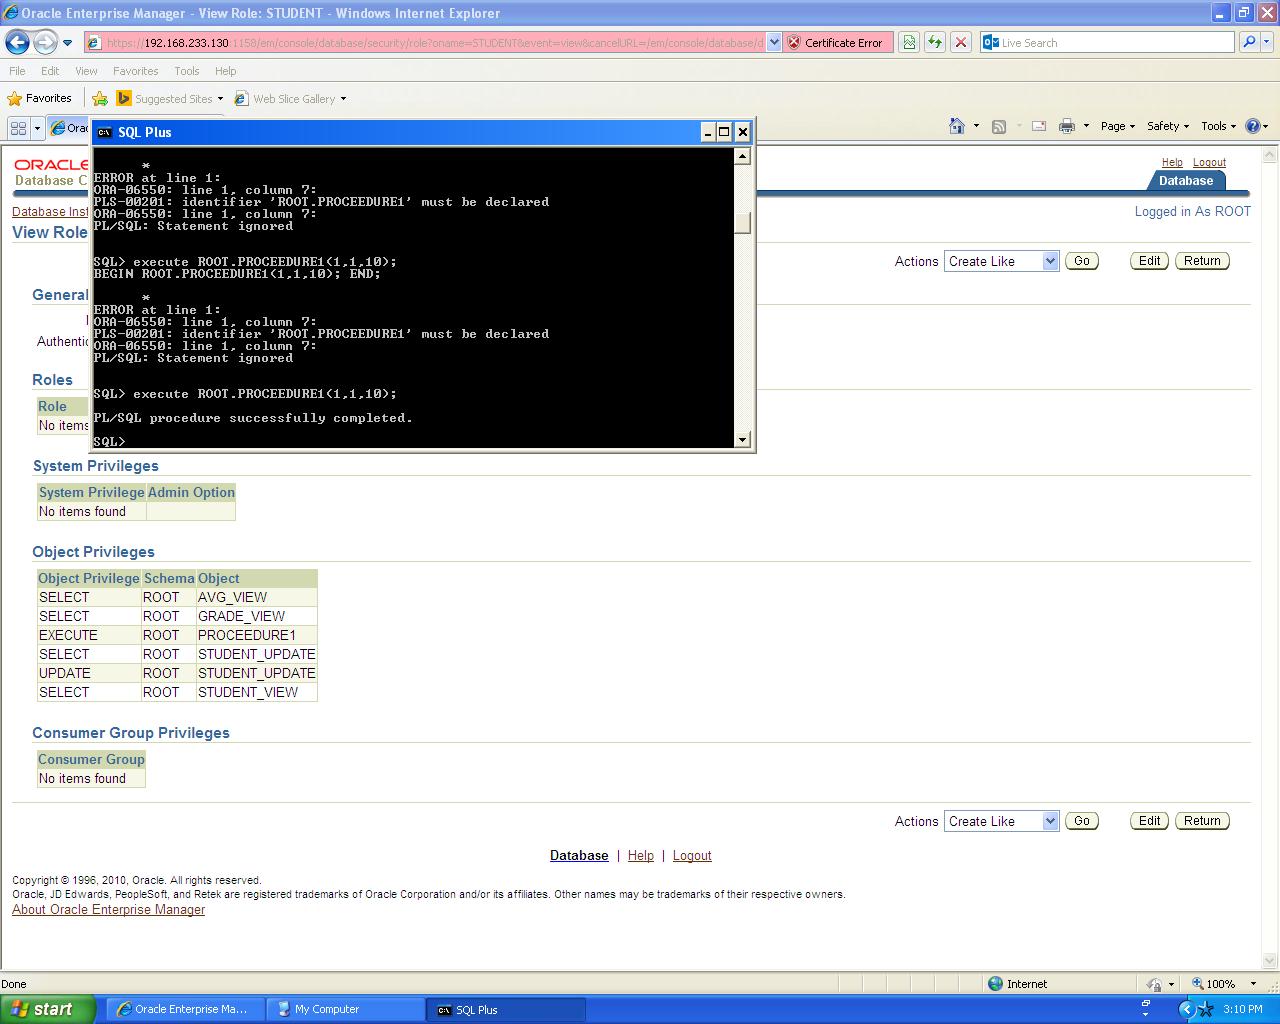 Oracle Enterprise Manager - View Role: STUDENT - Windows Internet Explorer
https://192.168.233.130:1158/em/console/database/security/role?oname=STUDENT&event=view&cancelURL=/em/console/database/d
Certificate Error
Live Search
File Edit View Favorites Tools Help
Favorites Suggested Sites Web Slice Gallery
Orac
Page Safety Tools
SQL Plus
*
ERROR at line 1:
ORA-06550: line 1, column 7:
PLS-00201: identifier 'ROOT.PROCEEDURE1' must be declared
ORA-06550: line 1, column 7:
PL/SQL: Statement ignored
SQL> execute ROOT.PROCEEDURE1(1,1,10);
BEGIN ROOT.PROCEEDURE1(1,1,10); END;
*
ERROR at line 1:
ORA-06550: line 1, column 7:
PLS-00201: identifier 'ROOT.PROCEEDURE1' must be declared
ORA-06550: line 1, column 7:
PL/SQL: Statement ignored
SQL> execute ROOT.PROCEEDURE1(1,1,10);
PL/SQL procedure successfully completed.
SQL>
ORACLE
Database C
Help Logout
Database
Database Inst
Logged in As ROOT
View Role
Actions Create Like Go Edit Return
General
Authentic
Roles
Role
No items
System Privileges
System Privilege Admin Option
No items found
Object Privileges
Object Privilege Schema Object
SELECT ROOT AVG_VIEW
SELECT ROOT GRADE_VIEW
EXECUTE ROOT PROCEEDURE1
SELECT ROOT STUDENT_UPDATE
UPDATE ROOT STUDENT_UPDATE
SELECT ROOT STUDENT_VIEW
Consumer Group Privileges
Consumer Group
No items found
Actions Create Like Go Edit Return
Database | Help | Logout
Copyright © 1996, 2010, Oracle. All rights reserved.
Oracle, JD Edwards, PeopleSoft, and Retek are registered trademarks of Oracle Corporation and/or its affiliates. Other names may be trademarks of their respective owners.
About Oracle Enterprise Manager
Done Internet 100%
start Oracle Enterprise Ma... My Computer SQL Plus 3:10 PM